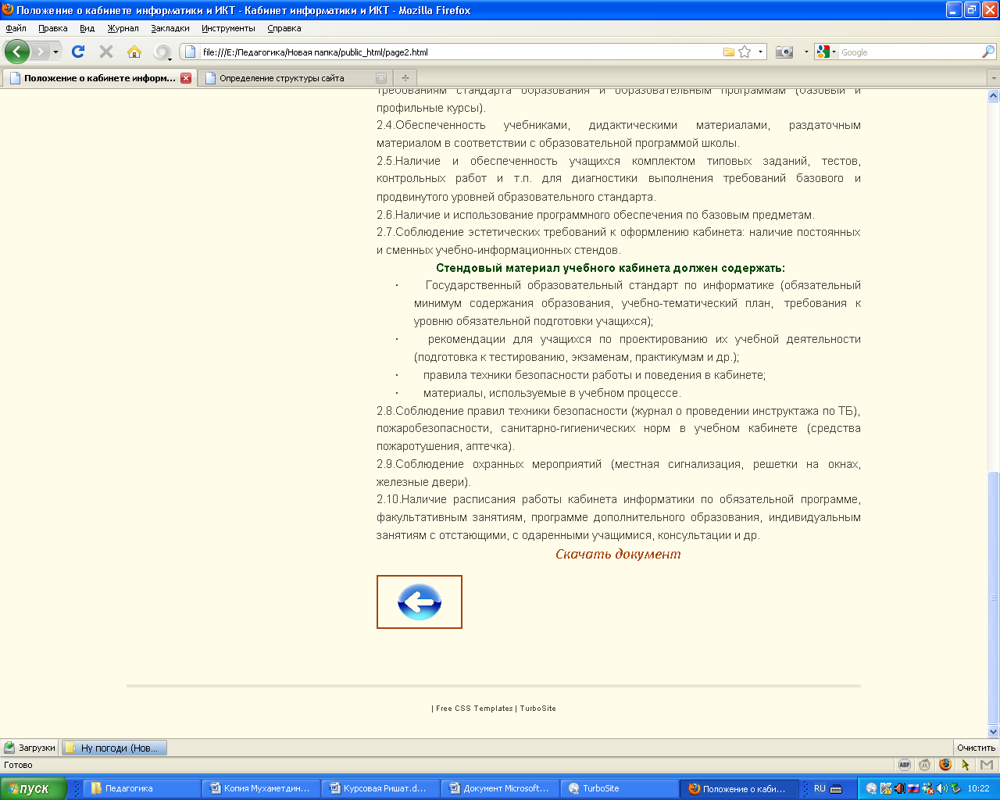 Положение о кабинете информатики и ИКТ - Кабинет информатики и ИКТ - Mozilla Firefox
Файл Правка Вид Журнал Закладки Инструменты Справка
file:///E:/Педагогика/Новая папка/public_html/page2.html
Google
Положение о кабинете информ...
Определение структуры сайта
требованиям стандарта образования и образовательным программам (базовый и
профильные курсы).
2.4.Обеспеченность учебниками, дидактическими материалами, раздаточным
материалом в соответствии с образовательной программой школы.
2.5.Наличие и обеспеченность учащихся комплектом типовых заданий, тестов,
контрольных работ и т.п. для диагностики выполнения требований базового и
продвинутого уровней образовательного стандарта.
2.6.Наличие и использование программного обеспечения по базовым предметам.
2.7.Соблюдение эстетических требований к оформлению кабинета: наличие постоянных
и сменных учебно-информационных стендов.
Стендовый материал учебного кабинета должен содержать:
· Государственный образовательный стандарт по информатике (обязательный
минимум содержания образования, учебно-тематический план, требования к
уровню обязательной подготовки учащихся);
· рекомендации для учащихся по проектированию их учебной деятельности
(подготовка к тестированию, экзаменам, практикумам и др.);
· правила техники безопасности работы и поведения в кабинете;
· материалы, используемые в учебном процессе.
2.8.Соблюдение правил техники безопасности (журнал о проведении инструктажа по ТБ),
пожаробезопасности, санитарно-гигиенических норм в учебном кабинете (средства
пожаротушения, аптечка).
2.9.Соблюдение охранных мероприятий (местная сигнализация, решетки на окнах,
железные двери).
2.10.Наличие расписания работы кабинета информатики по обязательной программе,
факультативным занятиям, программе дополнительного образования, индивидуальным
занятиям с отстающими, с одаренными учащимися, консультации и др.
Скачать документ
| Free CSS Templates | TurboSite
Загрузки
Ну погоди (Нов...
Очистить
Готово
ABP
пуск
Педагогика
Копия Мухаметдин...
Курсовая Ришат.d...
Документ Microsoft...
TurboSite
Положение о каби...
RU
10:22